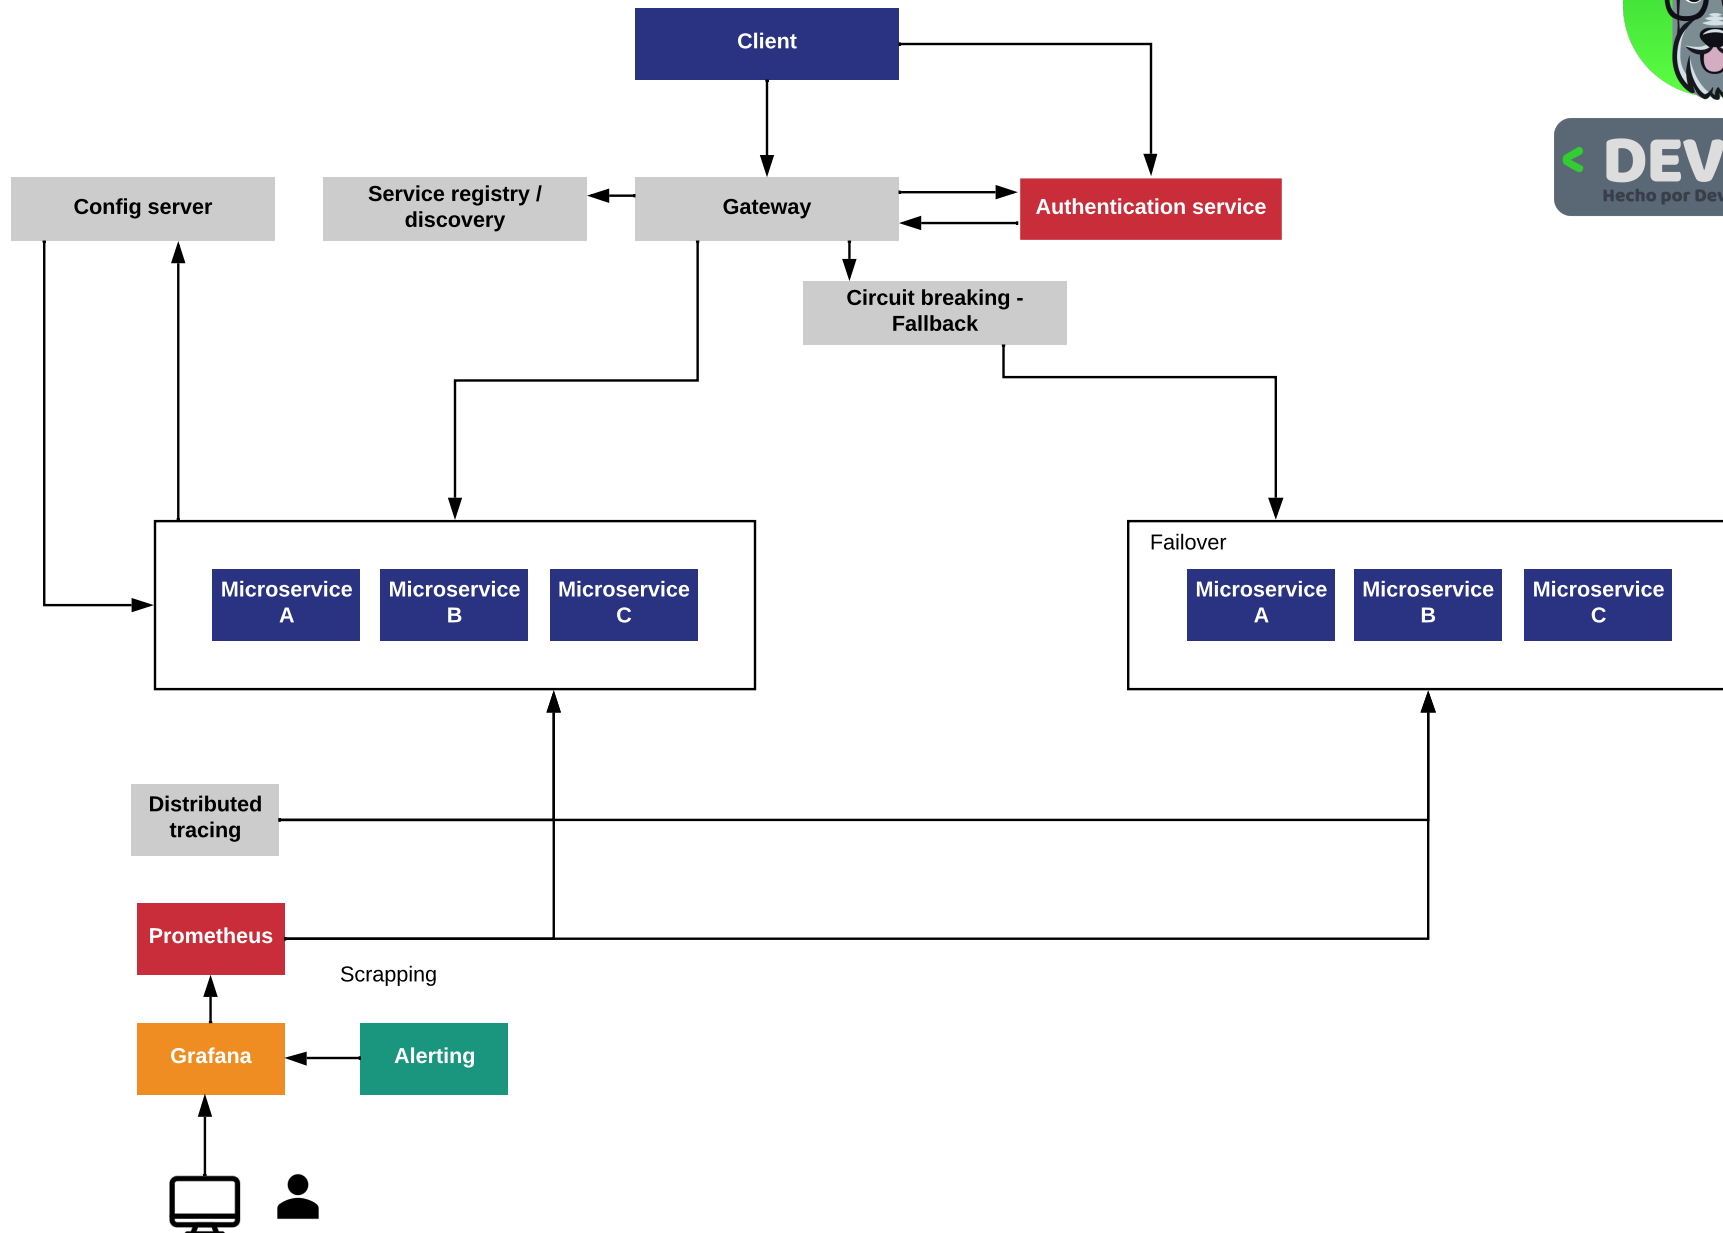 Client
Config server
Service registry /
discovery
Gateway
Authentication service
< DEV
Hecho por Dev
Circuit breaking -
Fallback
Failover
Microservice
A
Microservice
B
Microservice
C
Microservice
A
Microservice
B
Microservice
C
Distributed
tracing
Prometheus
Scrapping
Grafana
Alerting